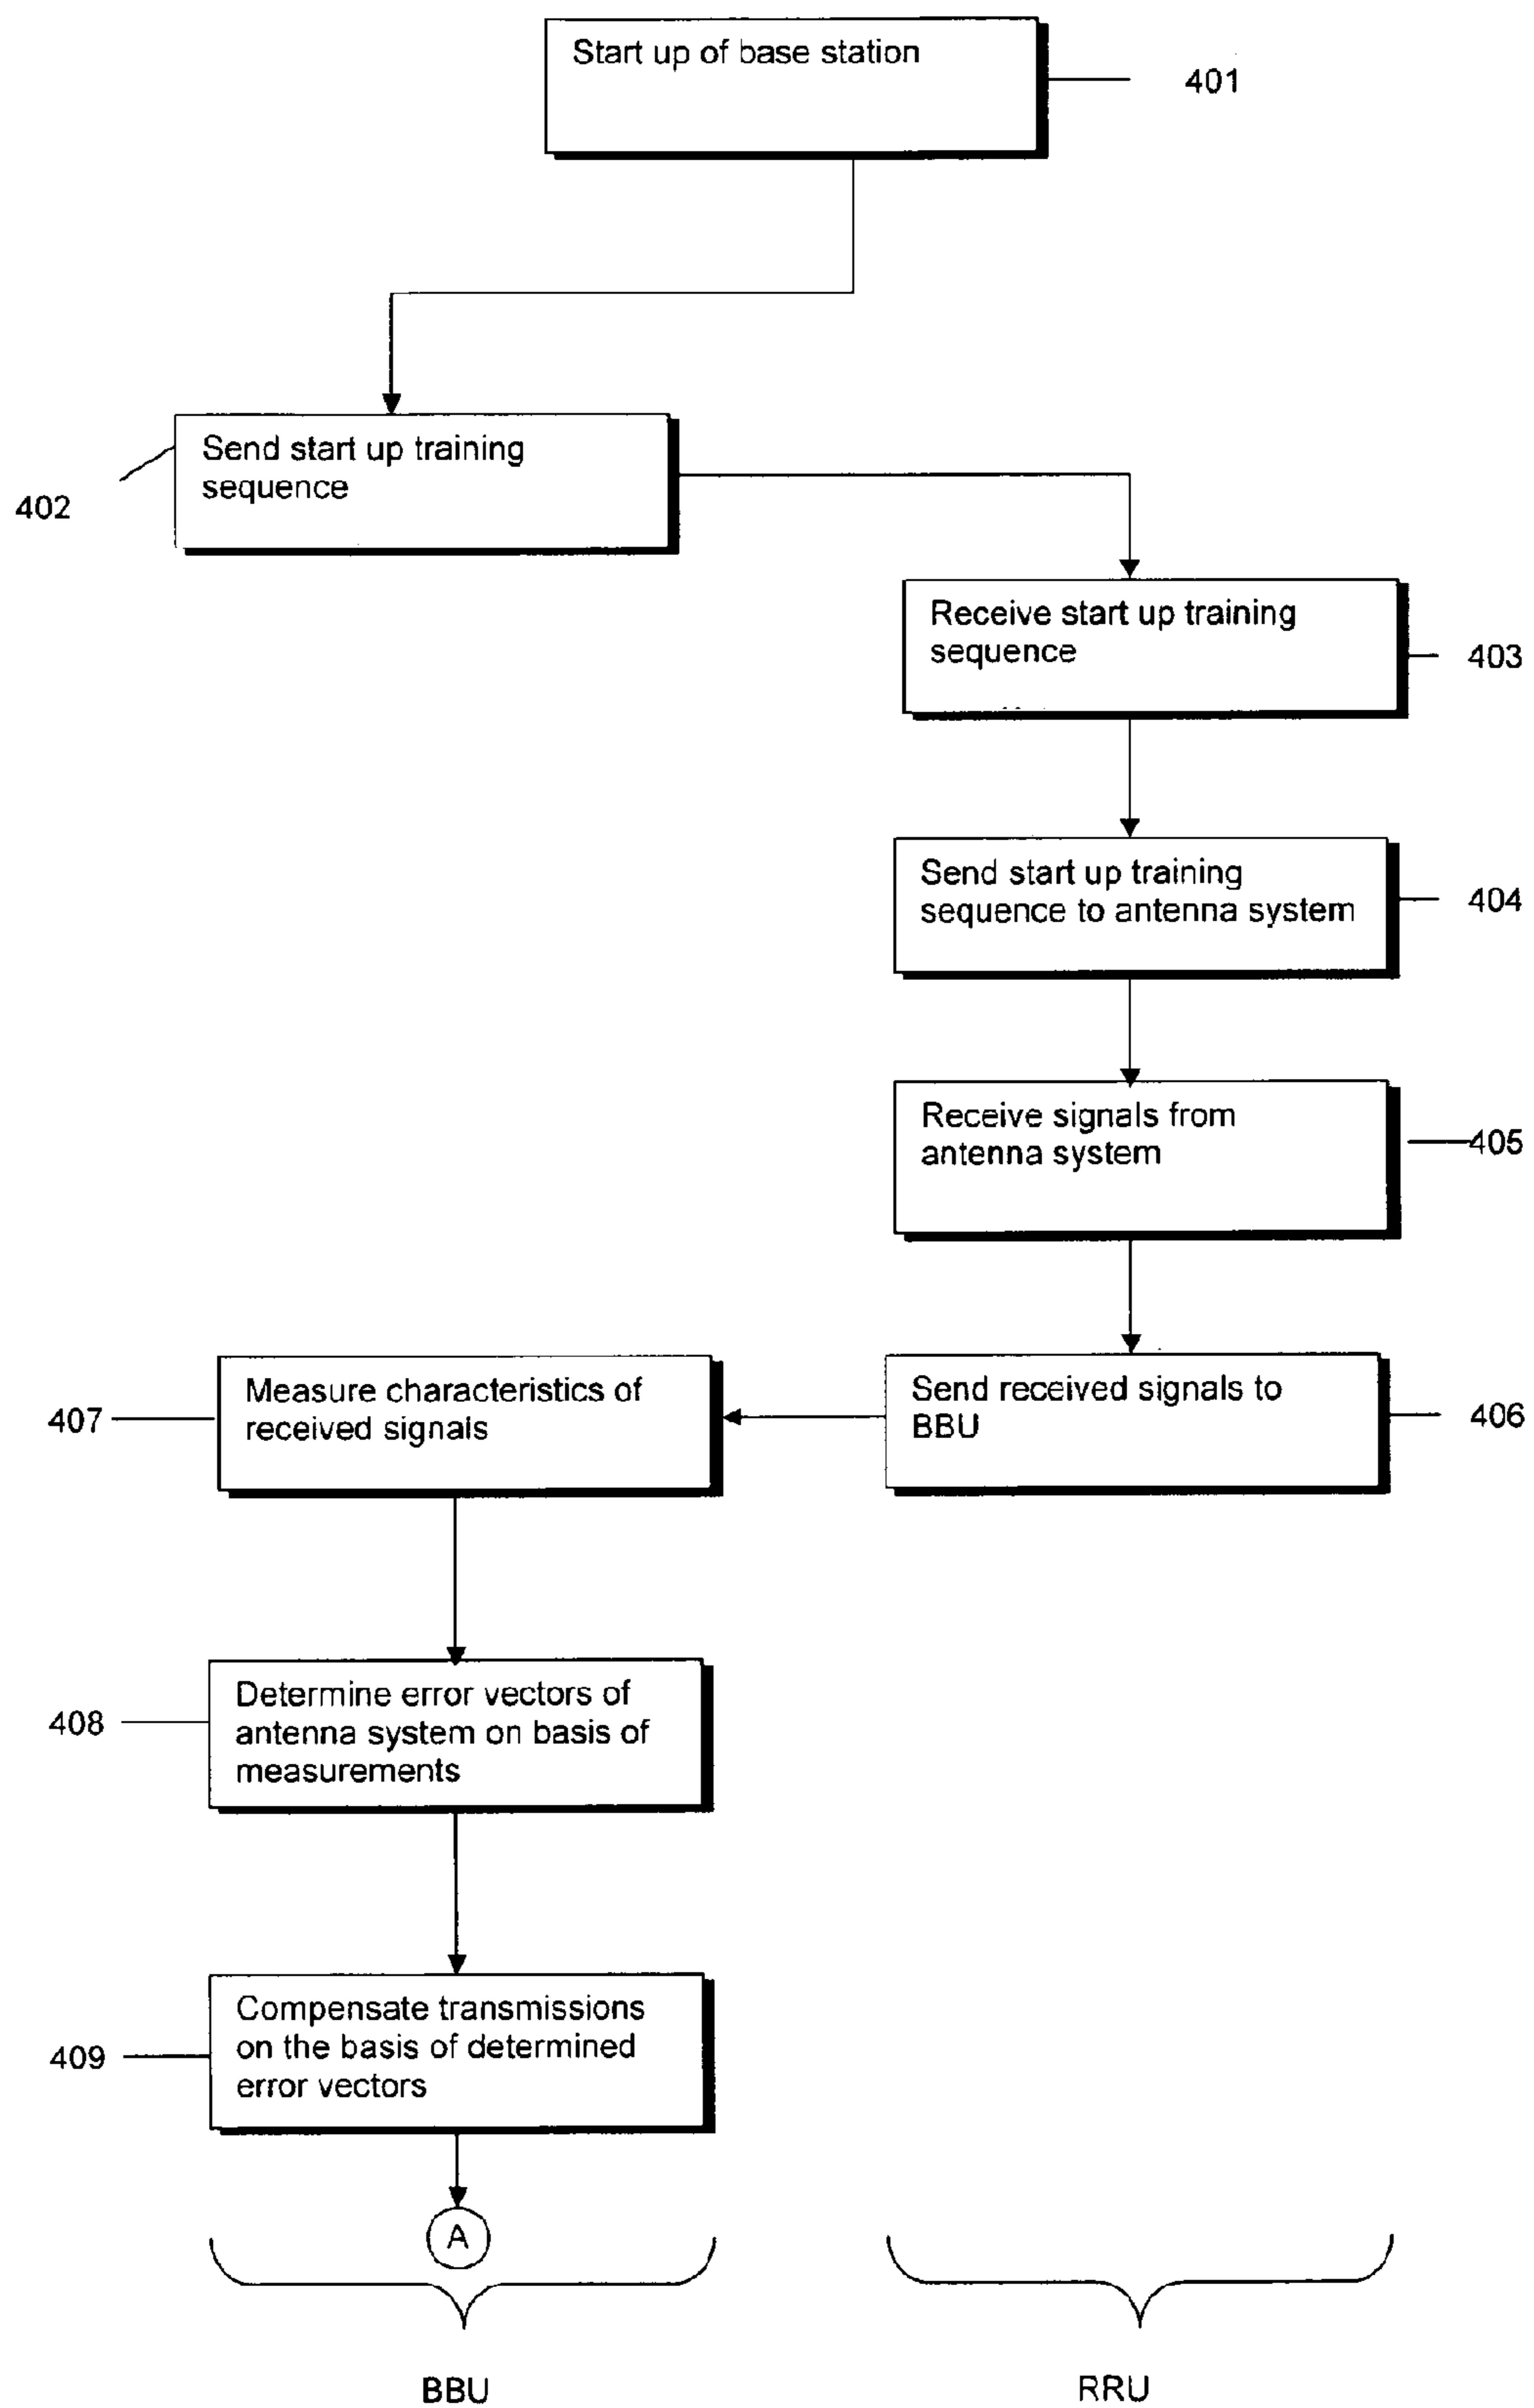 Start up of base station
401
Send start up training
sequence
402
Receive start up training
sequence
403
Send start up training
sequence to antenna system
404
Receive signals from
antenna system
405
Send received signals to
BBU
406
Measure characteristics of
received signals
407
Determine error vectors of
antenna system on basis of
measurements
408
Compensate transmissions
on the basis of determined
error vectors
409
A
BBU
RRU